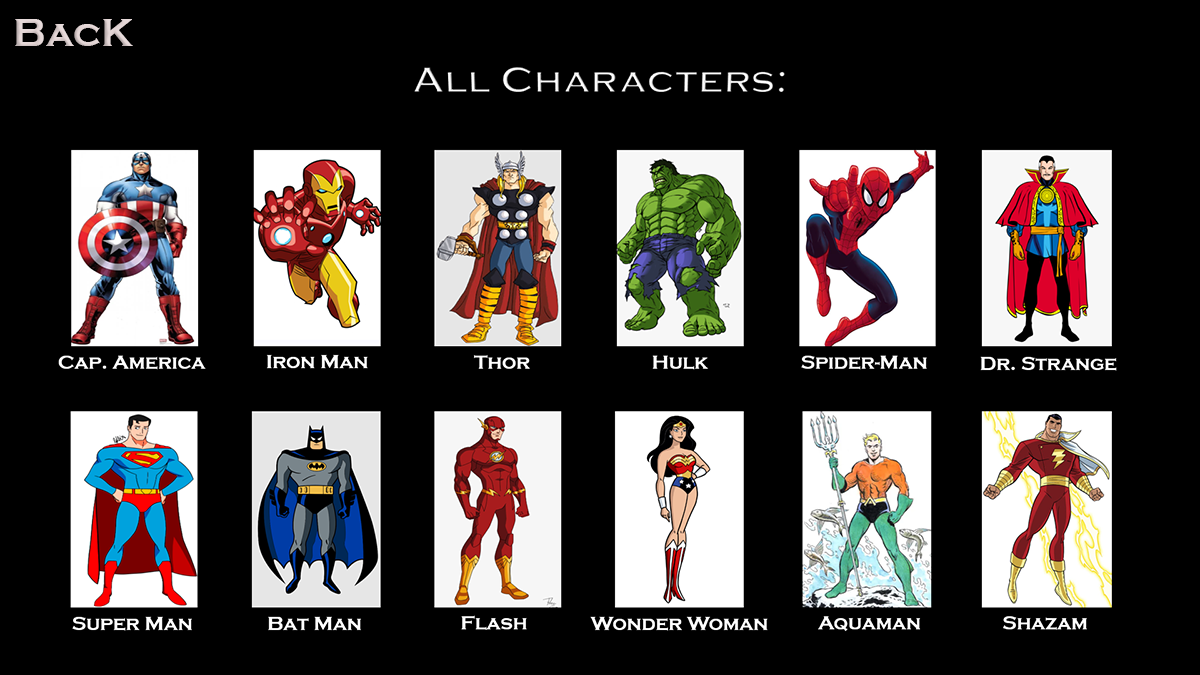 BACK
ALL CHARACTERS:
CAP. AMERICA
IRON MAN
THOR
HULK
SPIDER-MAN
DR. STRANGE
SUPER MAN
BAT MAN
FLASH
WONDER WOMAN
AQUAMAN
SHAZAM